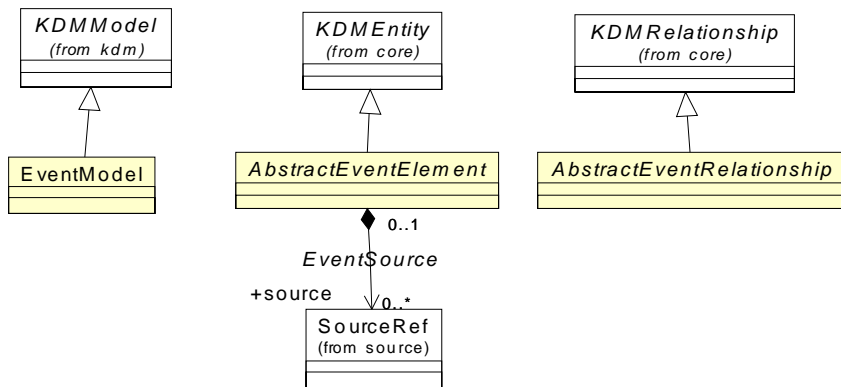 KDMModel
(from kdm)
KDMEntity
(from core)
KDMRelationship
(from core)
EventModel
AbstractEventElement
AbstractEventRelationship
0..1
EventSource
+source
0..*
SourceRef
(from source)